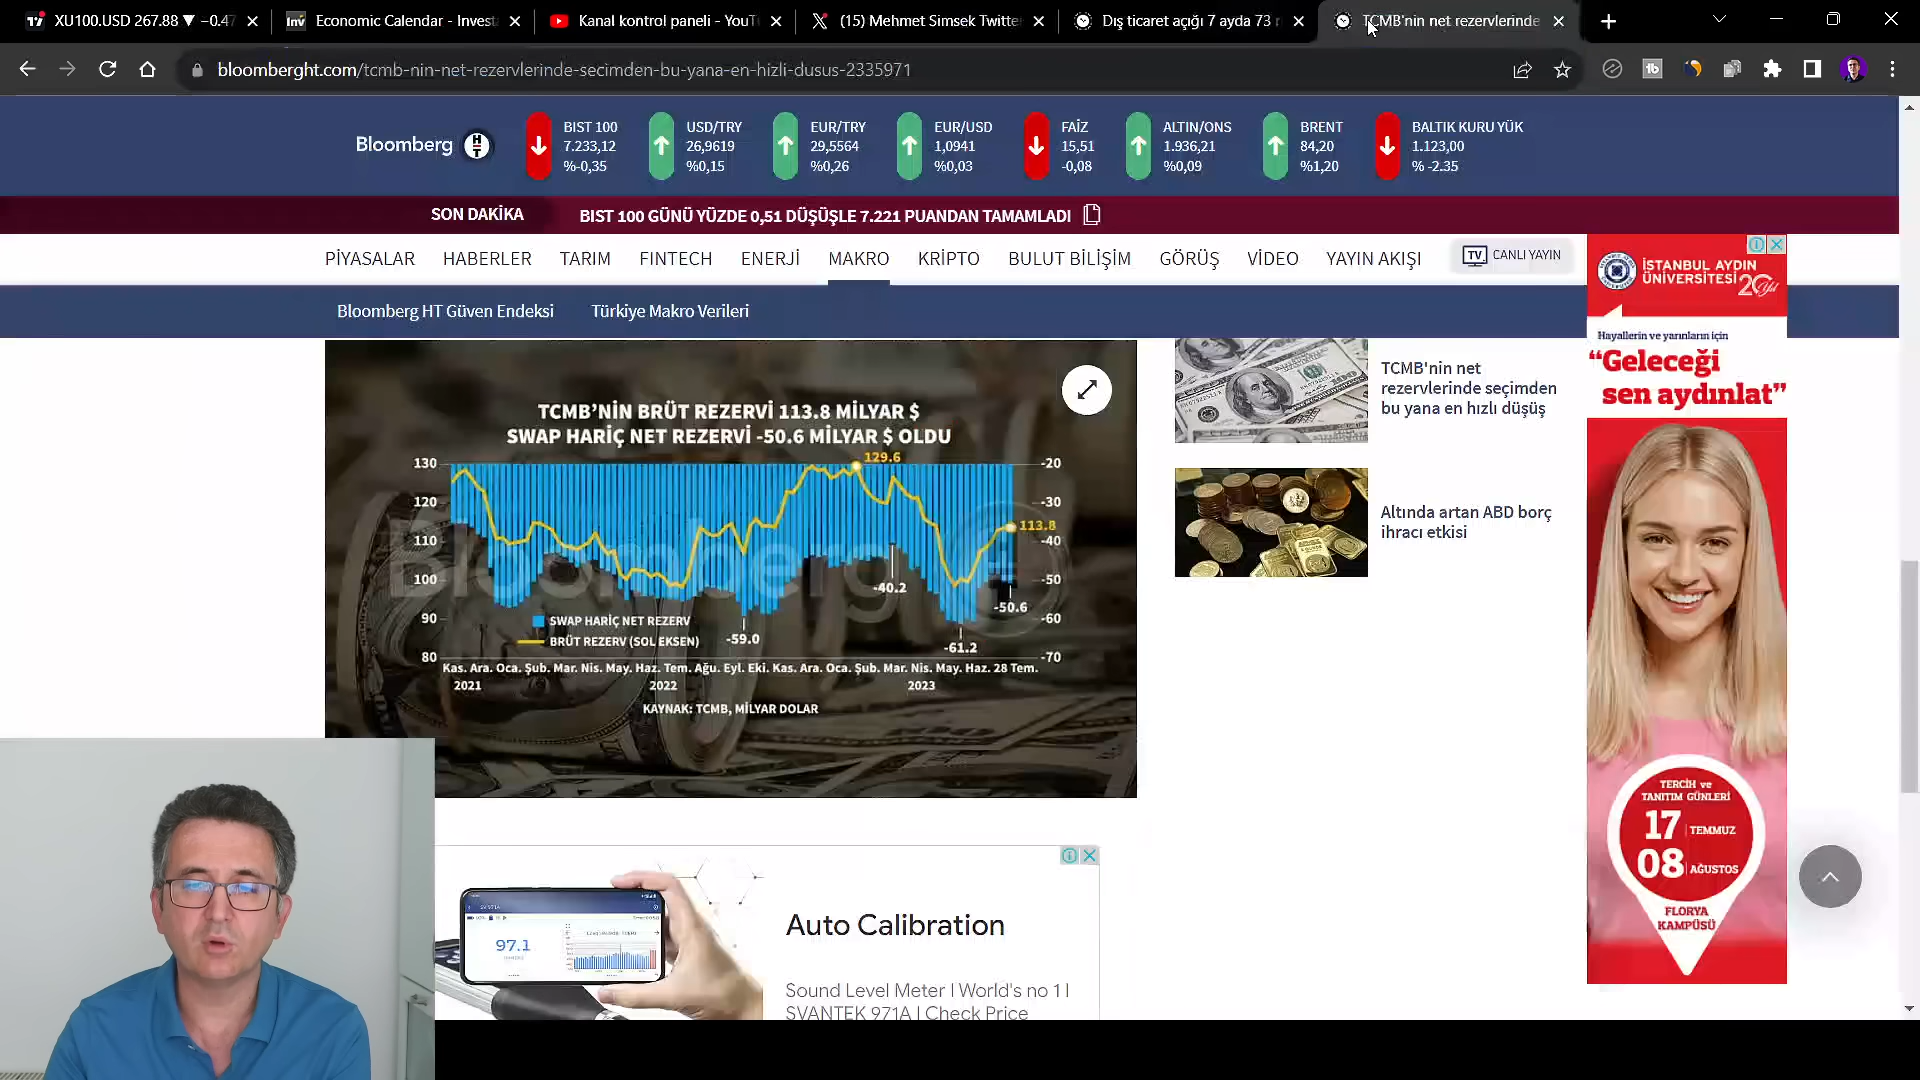 XU100.USD 267.88 ▼ −0.47
Economic Calendar - Invest
Kanal kontrol paneli - YouT
(15) Mehmet Simsek Twitte
Dış ticaret açığı 7 ayda 73
TCMB'nin net rezervlerinde
bloomberght.com/tcmb-nin-net-rezervlerinde-secimden-bu-yana-en-hizli-dusus-2335971
Bloomberg HT
BIST 100
7.233,12
%-0,35
USD/TRY
26,9619
%0,15
EUR/TRY
29,5564
%0,26
EUR/USD
1,0941
%0,03
FAİZ
15,51
-0,08
ALTIN/ONS
1.936,21
%0,09
BRENT
84,20
%1,20
BALTIK KURU YÜK
1.123,00
% -2.35
SON DAKİKA
BIST 100 GÜNÜ YÜZDE 0,51 DÜŞÜŞLE 7.221 PUANDAN TAMAMLADI
PİYASALAR HABERLER TARIM FINTECH ENERJİ MAKRO KRİPTO BULUT BİLİŞİM GÖRÜŞ VİDEO YAYIN AKIŞI
TV CANLI YAYIN
Bloomberg HT Güven Endeksi Türkiye Makro Verileri
TCMB'NİN BRÜT REZERVİ 113.8 MİLYAR $
SWAP HARİÇ NET REZERVİ -50.6 MİLYAR $ OLDU
129.6
130 -20
120 -30
113.8
110 -40
100 -50
-40.2
-50.6
90 -60
SWAP HARİÇ NET REZERV
BRÜT REZERV (SOL EKSEN)
-59.0
-61.2
80 -70
Kas. Ara. Oca. Şub. Mar. Nis. May. Haz. Tem. Ağu. Eyl. Eki. Kas. Ara. Oca. Şub. Mar. Nis. May. Haz. 28 Tem.
2021 2022 2023
KAYNAK: TCMB, MİLYAR DOLAR
Bloomberg
TCMB'nin net
rezervlerinde seçimden
bu yana en hızlı düşüş
Altında artan ABD borç
ihracı etkisi
İSTANBUL AYDIN
ÜNİVERSİTESİ
20 Yıl
Hayallerin ve yarınların için
“Geleceği
sen aydınlat”
TERCİH ve
TANITIM GÜNLERİ
17 TEMMUZ
08 AĞUSTOS
FLORYA
KAMPÜSÜ
97.1
Auto Calibration
Sound Level Meter I World's no 1 I
SVANTEK 971A I Check Price